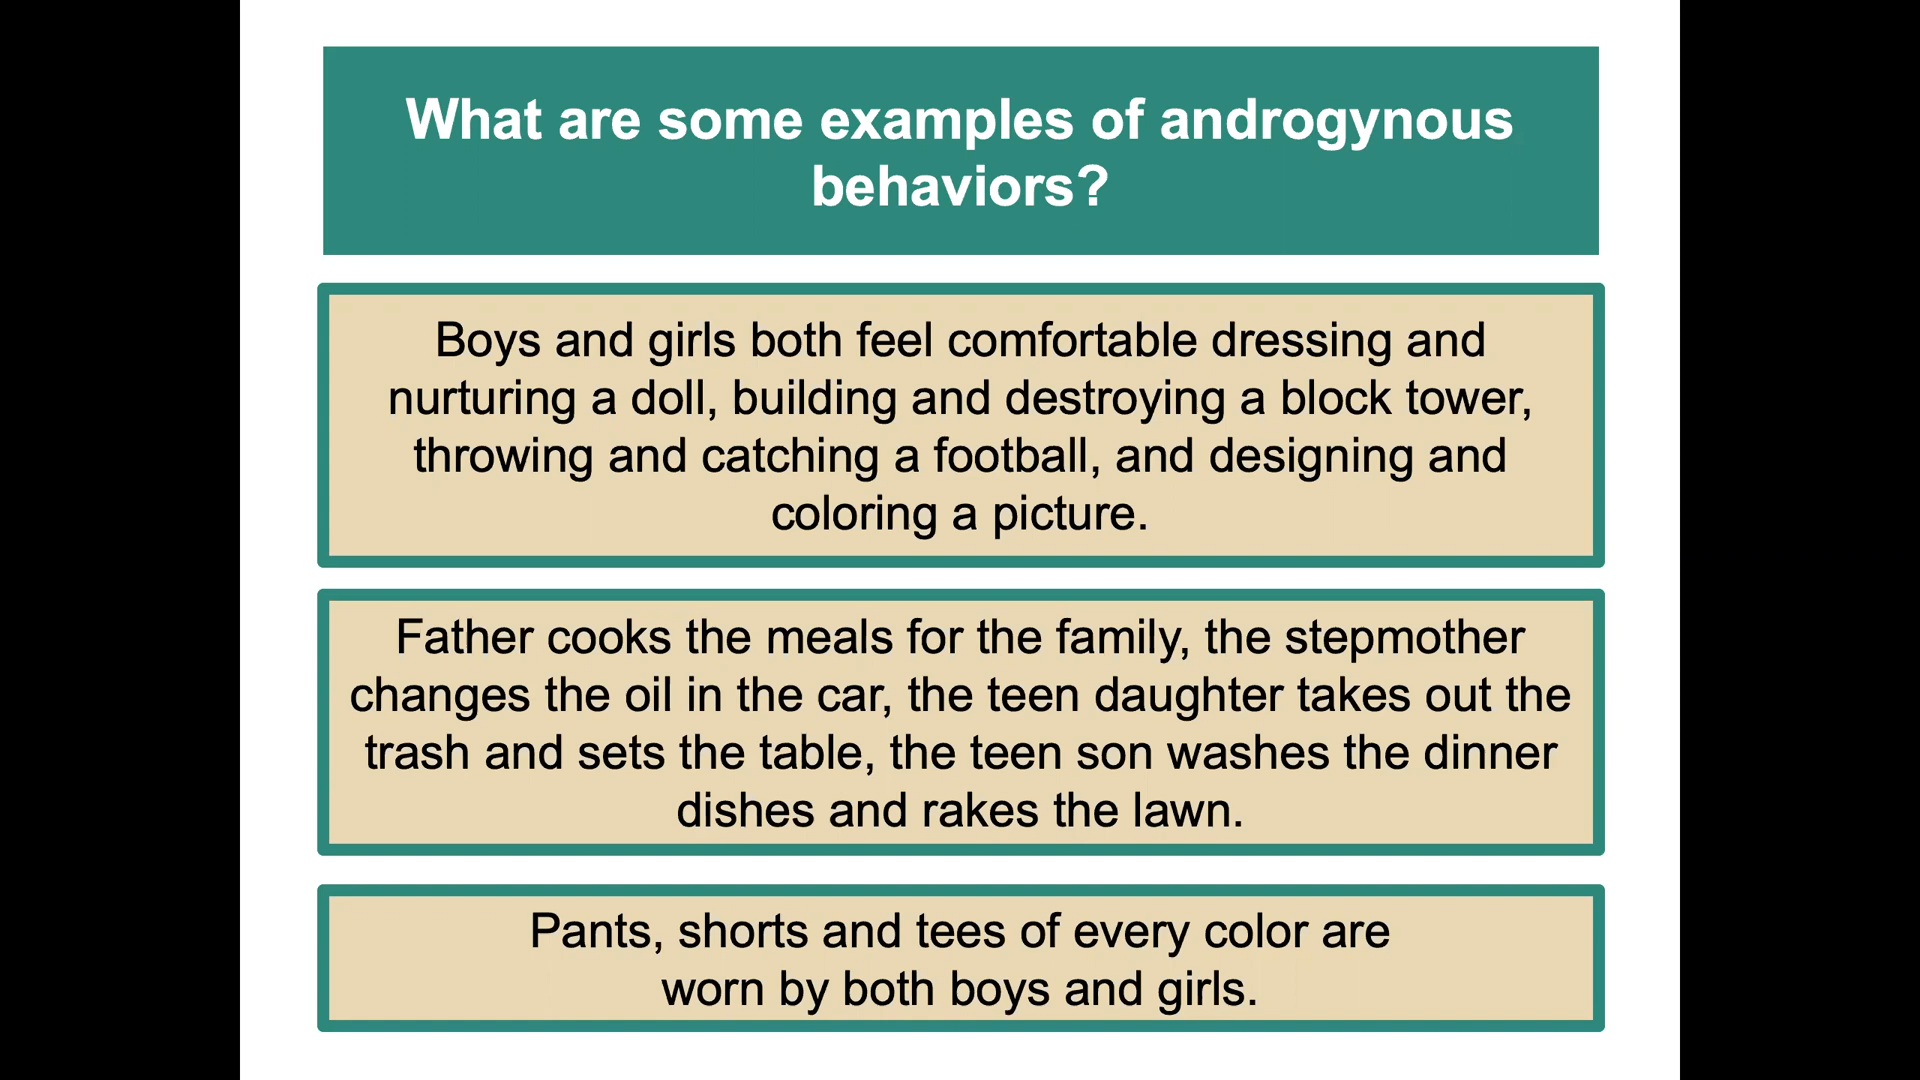 What are some examples of androgynous
behaviors?
Boys and girls both feel comfortable dressing and
nurturing a doll, building and destroying a block tower,
throwing and catching a football, and designing and
coloring a picture.
Father cooks the meals for the family, the stepmother
changes the oil in the car, the teen daughter takes out the
trash and sets the table, the teen son washes the dinner
dishes and rakes the lawn.
Pants, shorts and tees of every color are
worn by both boys and girls.